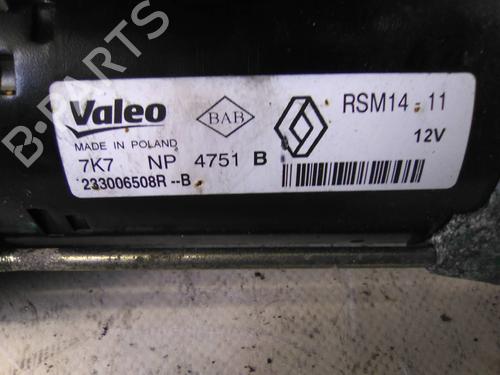 B-PARTS
Valeo
BAB
RSM14-11
MADE IN POLAND
12V
7K7 NP 4751 B
233006508R--B